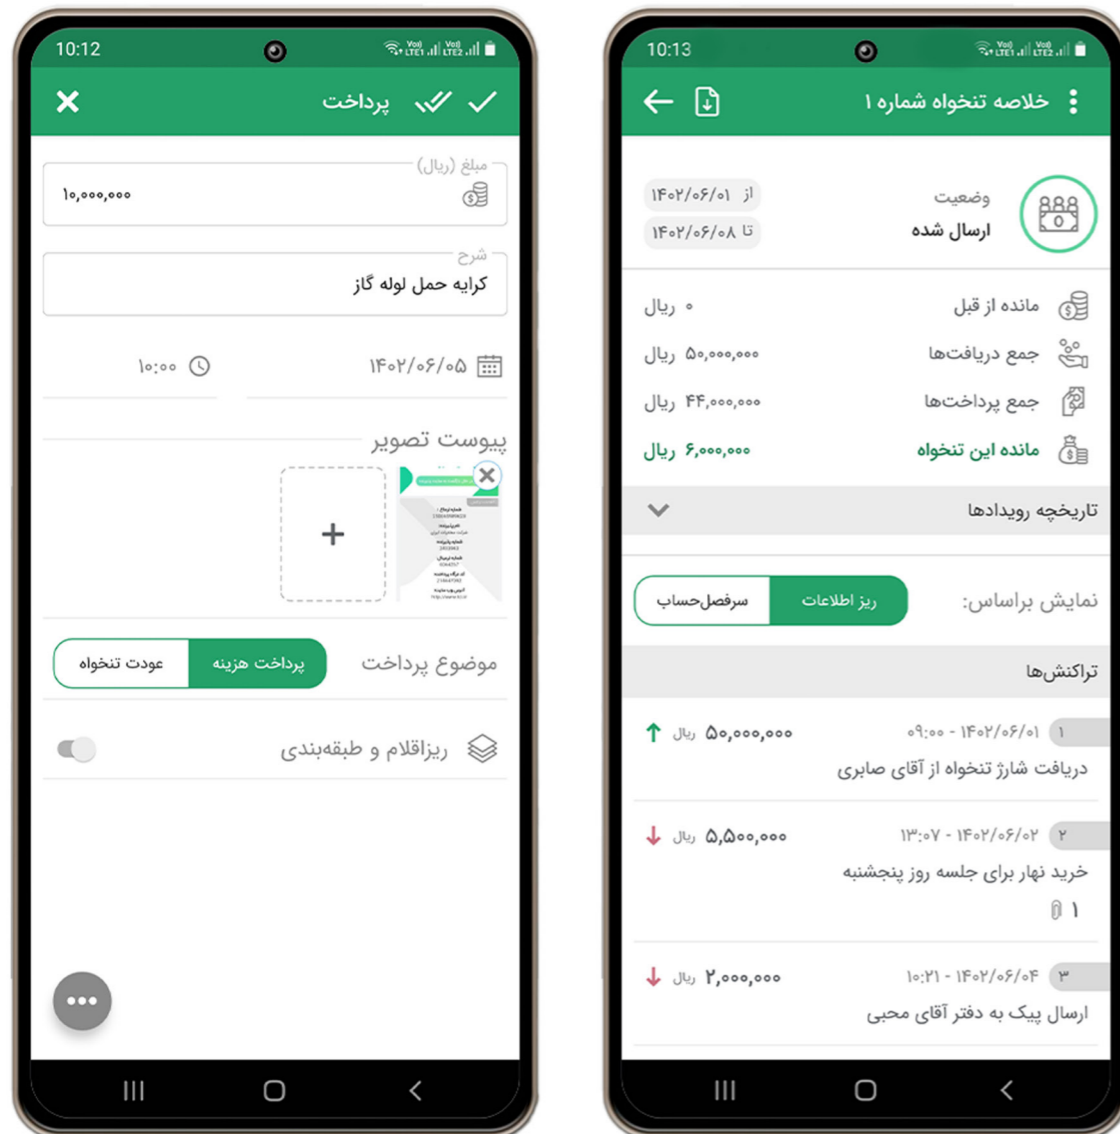 10:12
پرداخت
مبلغ (ریال)
۱۰,۰۰۰,۰۰۰
شرح
کرایه حمل لوله گاز
۱۴۰۲/۰۶/۰۵
۱۰:۰۰
پیوست تصویر
موضوع پرداخت
پرداخت هزینه
عودت تنخواه
ریزاقلام و طبقه‌بندی
10:13
خلاصه تنخواه شماره ۱
وضعیت
ارسال شده
از ۱۴۰۲/۰۶/۰۱
تا ۱۴۰۲/۰۶/۰۸
مانده از قبل ۰ ریال
جمع دریافت‌ها ۵۰,۰۰۰,۰۰۰ ریال
جمع پرداخت‌ها ۴۴,۰۰۰,۰۰۰ ریال
مانده این تنخواه ۶,۰۰۰,۰۰۰ ریال
تاریخچه رویدادها
نمایش براساس: ریز اطلاعات سرفصل‌حساب
تراکنش‌ها
۱ ۱۴۰۲/۰۶/۰۱ - ۰۹:۰۰ ۵۰,۰۰۰,۰۰۰ ریال
دریافت شارژ تنخواه از آقای صابری
۲ ۱۴۰۲/۰۶/۰۲ - ۱۳:۰۷ ۵,۵۰۰,۰۰۰ ریال
خرید نهار برای جلسه روز پنجشنبه
۱
۳ ۱۴۰۲/۰۶/۰۴ - ۱۰:۲۱ ۲,۰۰۰,۰۰۰ ریال
ارسال پیک به دفتر آقای محبی